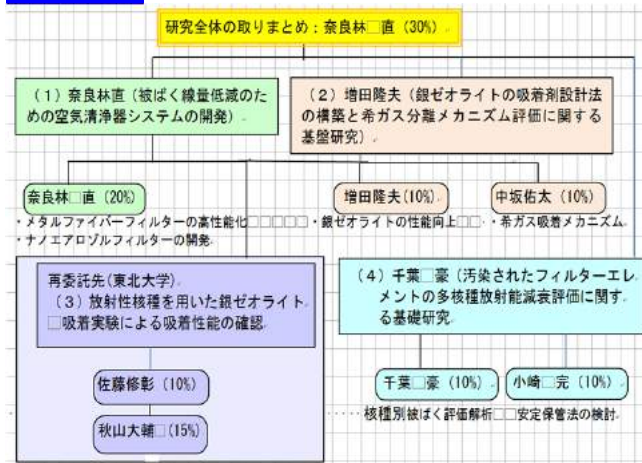 研究全体の取りまとめ:奈良林□直(30%)
(1)奈良林直(被ばく線量低減のた
めの空気清浄器システムの開発)
(2)増田隆夫(銀ゼオライトの吸着剤設計法
の構築と希ガス分離メカニズム評価に関する
基盤研究)
奈良林□直(20%)
増田隆夫(10%)
中坂佑太(10%)
・メタルファイバーフィルターの高性能化□□□□□・銀ゼオライトの性能向上□□・希ガス吸着メカニズム
・ナノエアロゾルフィルターの開発
再委託先(東北大学)
(3)放射性核種を用いた銀ゼオライト
□吸着実験による吸着性能の確認
(4)千葉□豪(汚染されたフィルターエレ
メントの多核種放射能減衰評価に関す
る基礎研究
佐藤修彰(10%)
秋山大輔□(15%)
千葉□豪(10%)
小崎□完(10%)
核種別被ばく評価解析□□安定保管法の検討